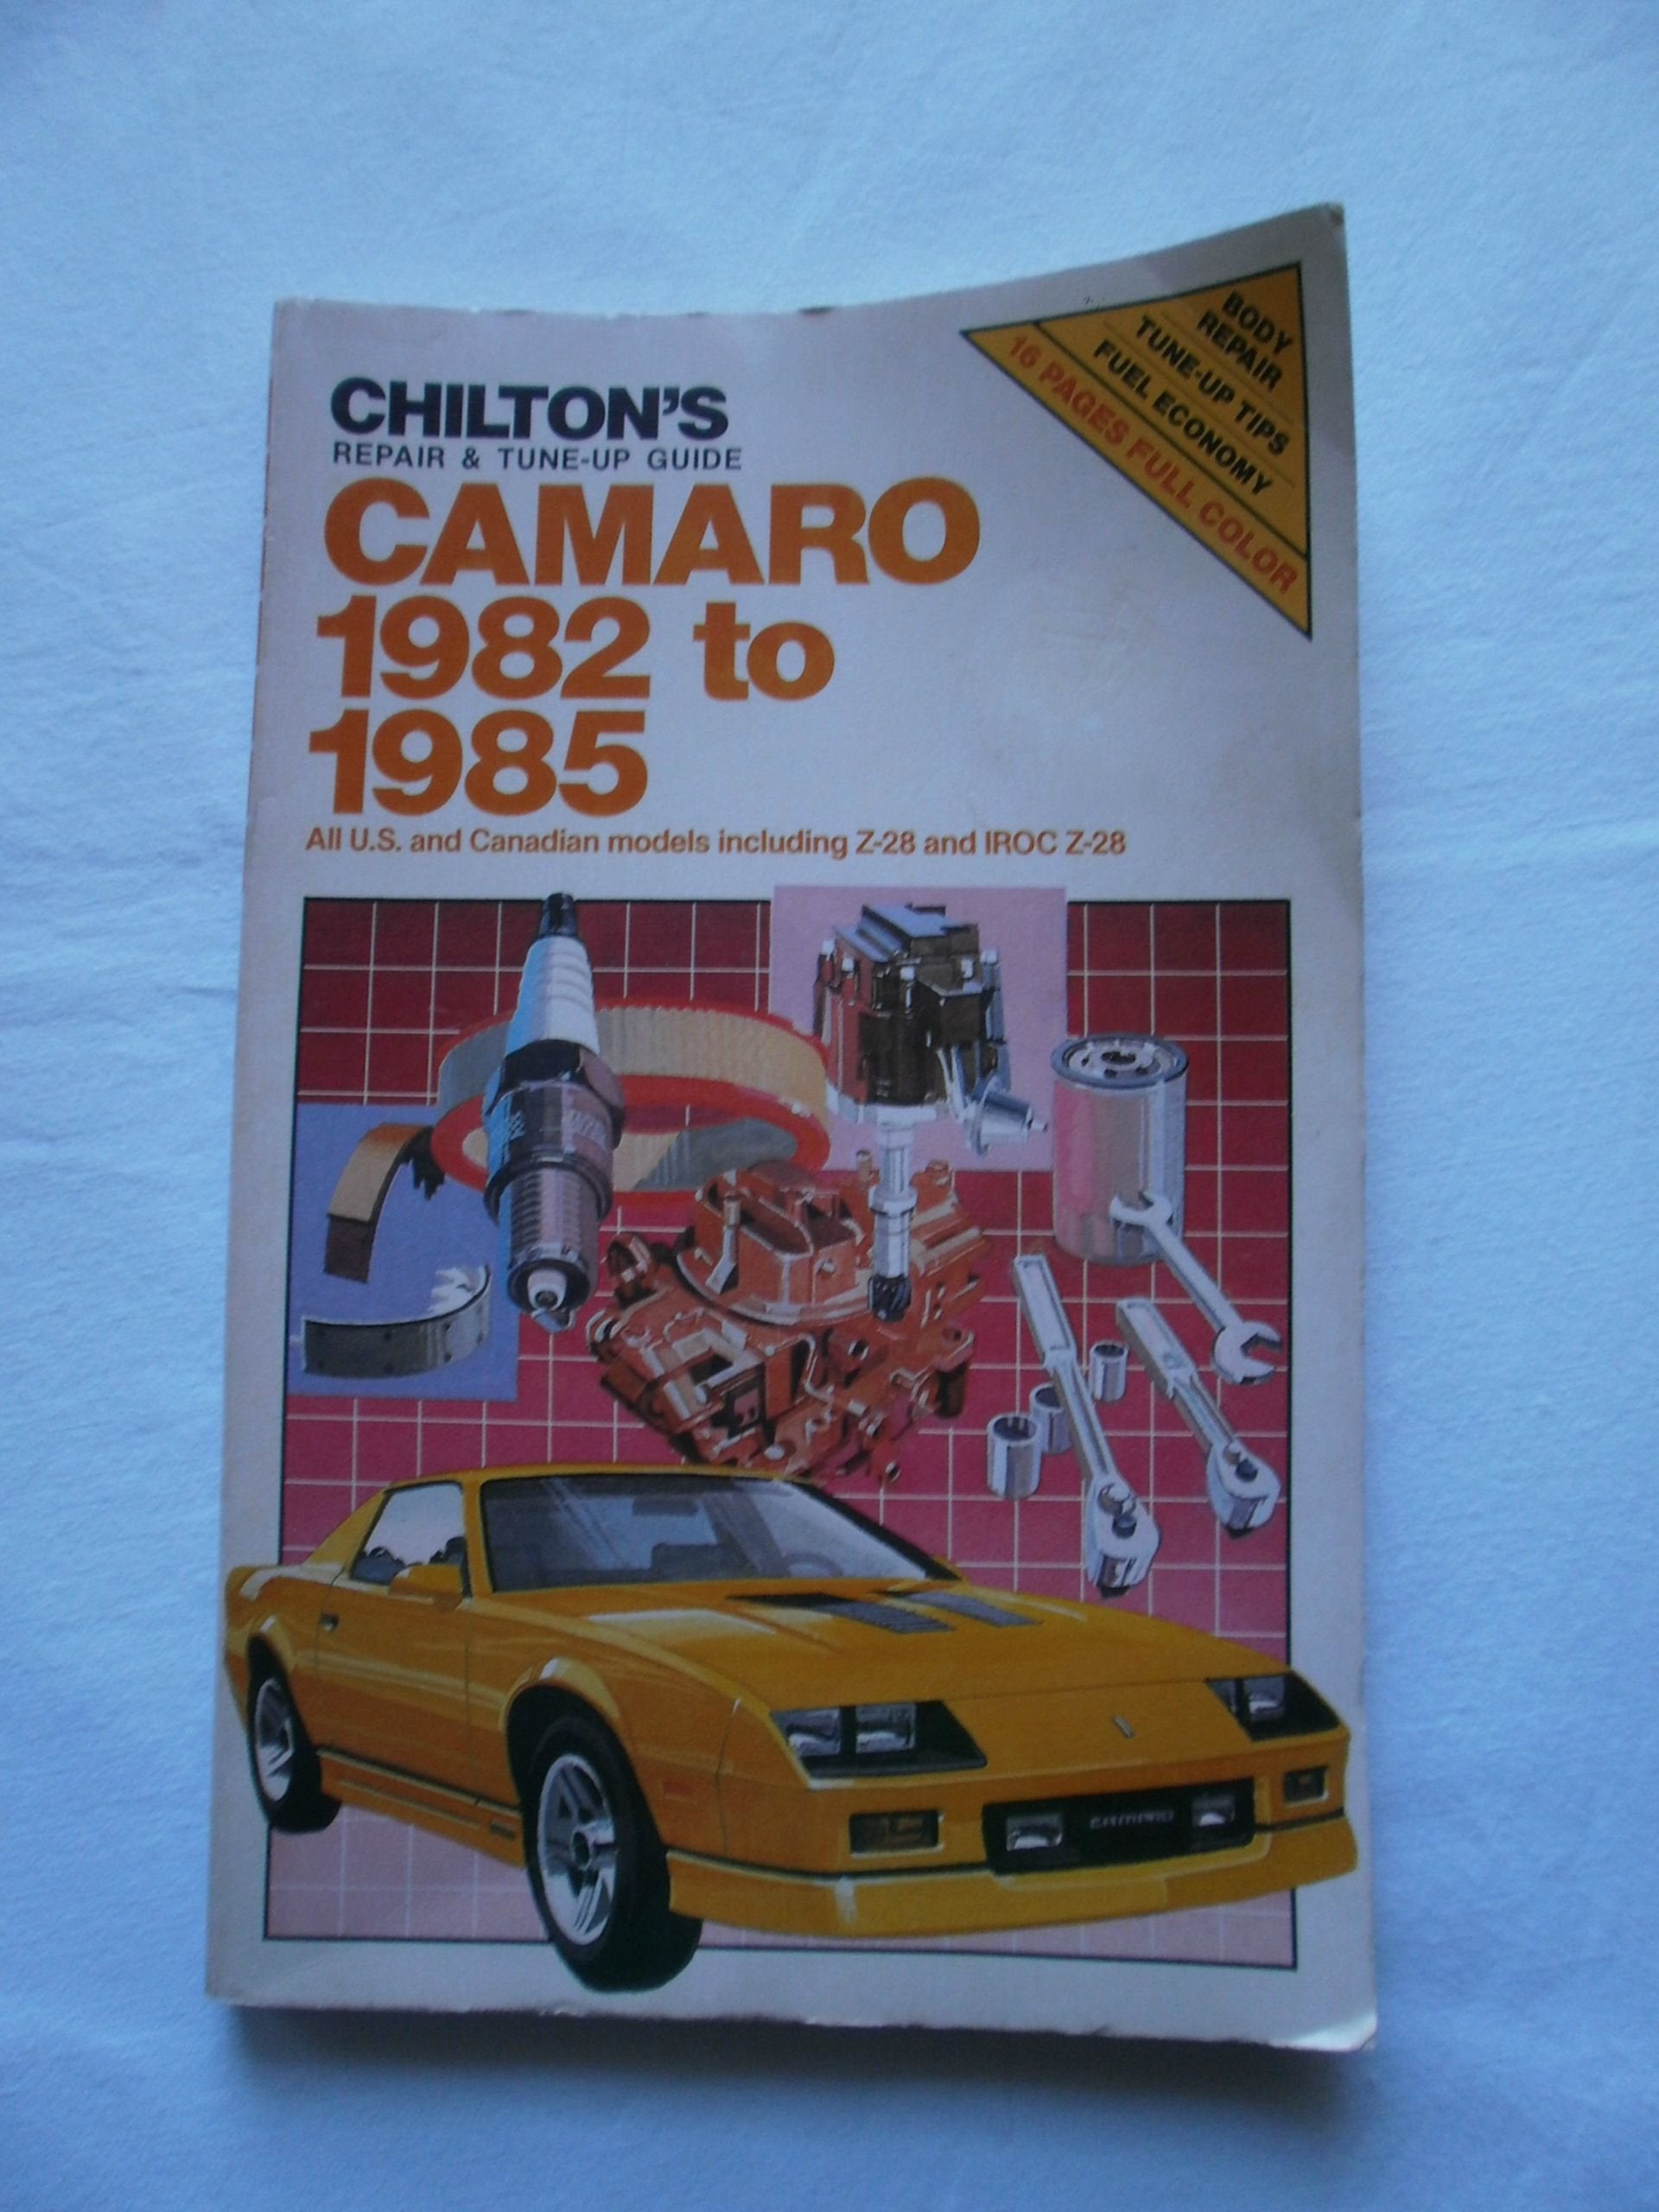 CHILTON'S
REPAIR & TUNE-UP GUIDE
CAMARO
1982 to
1985
All U.S. and Canadian models including Z-28 and IROC Z-28
BODY
REPAIR
TUNE-UP TIPS
FUEL ECONOMY
16 PAGES FULL COLOR
CAMARO